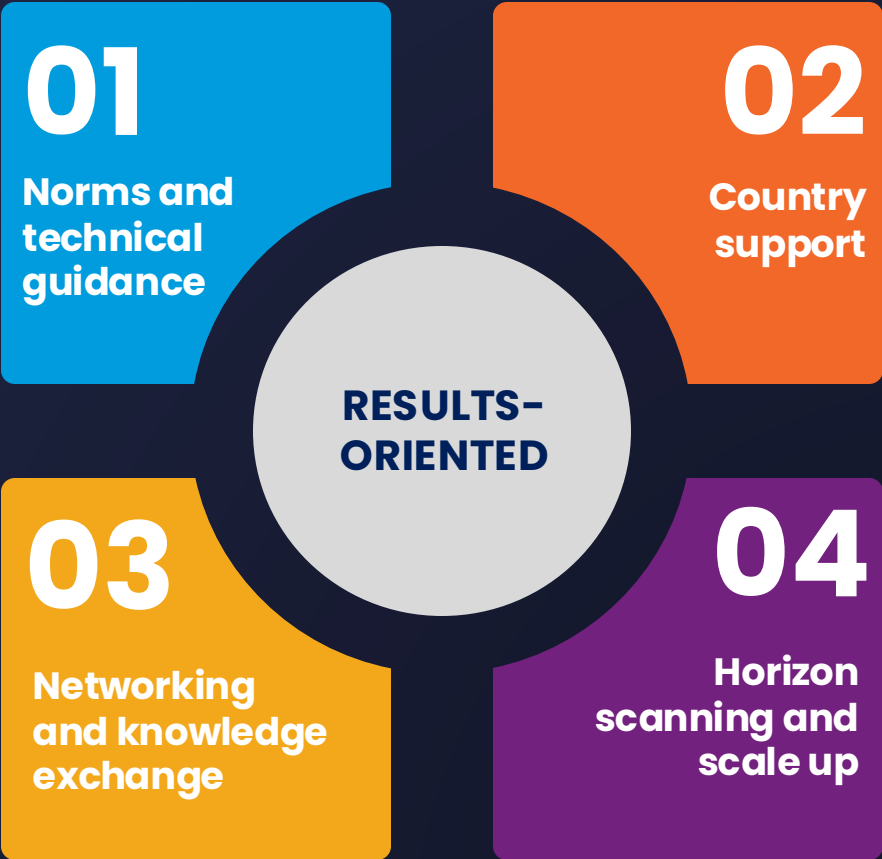 01
Norms and
technical
guidance
02
Country
support
RESULTS-
ORIENTED
03
Networking
and knowledge
exchange
04
Horizon
scanning and
scale up